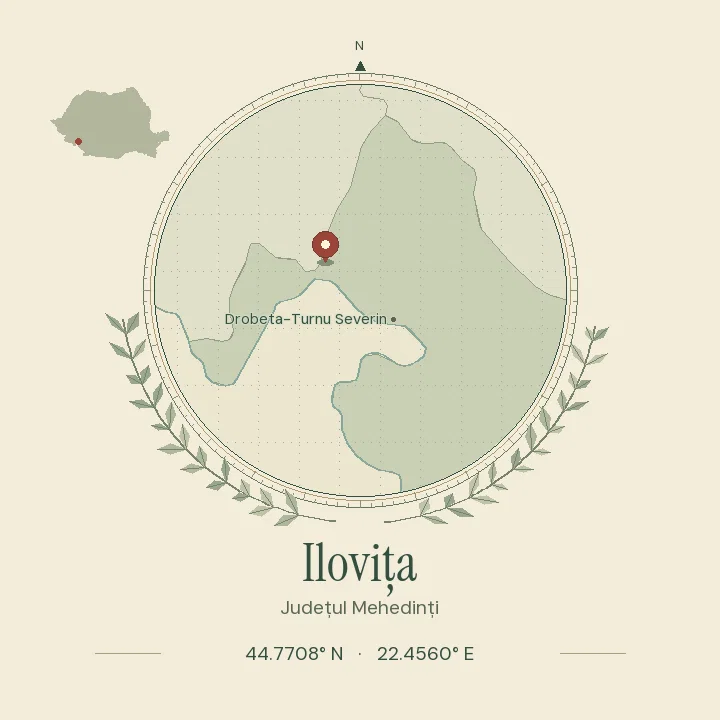 N
Drobeta-Turnu Severin
Ilovița
Județul Mehedinți
44.7708° N · 22.4560° E